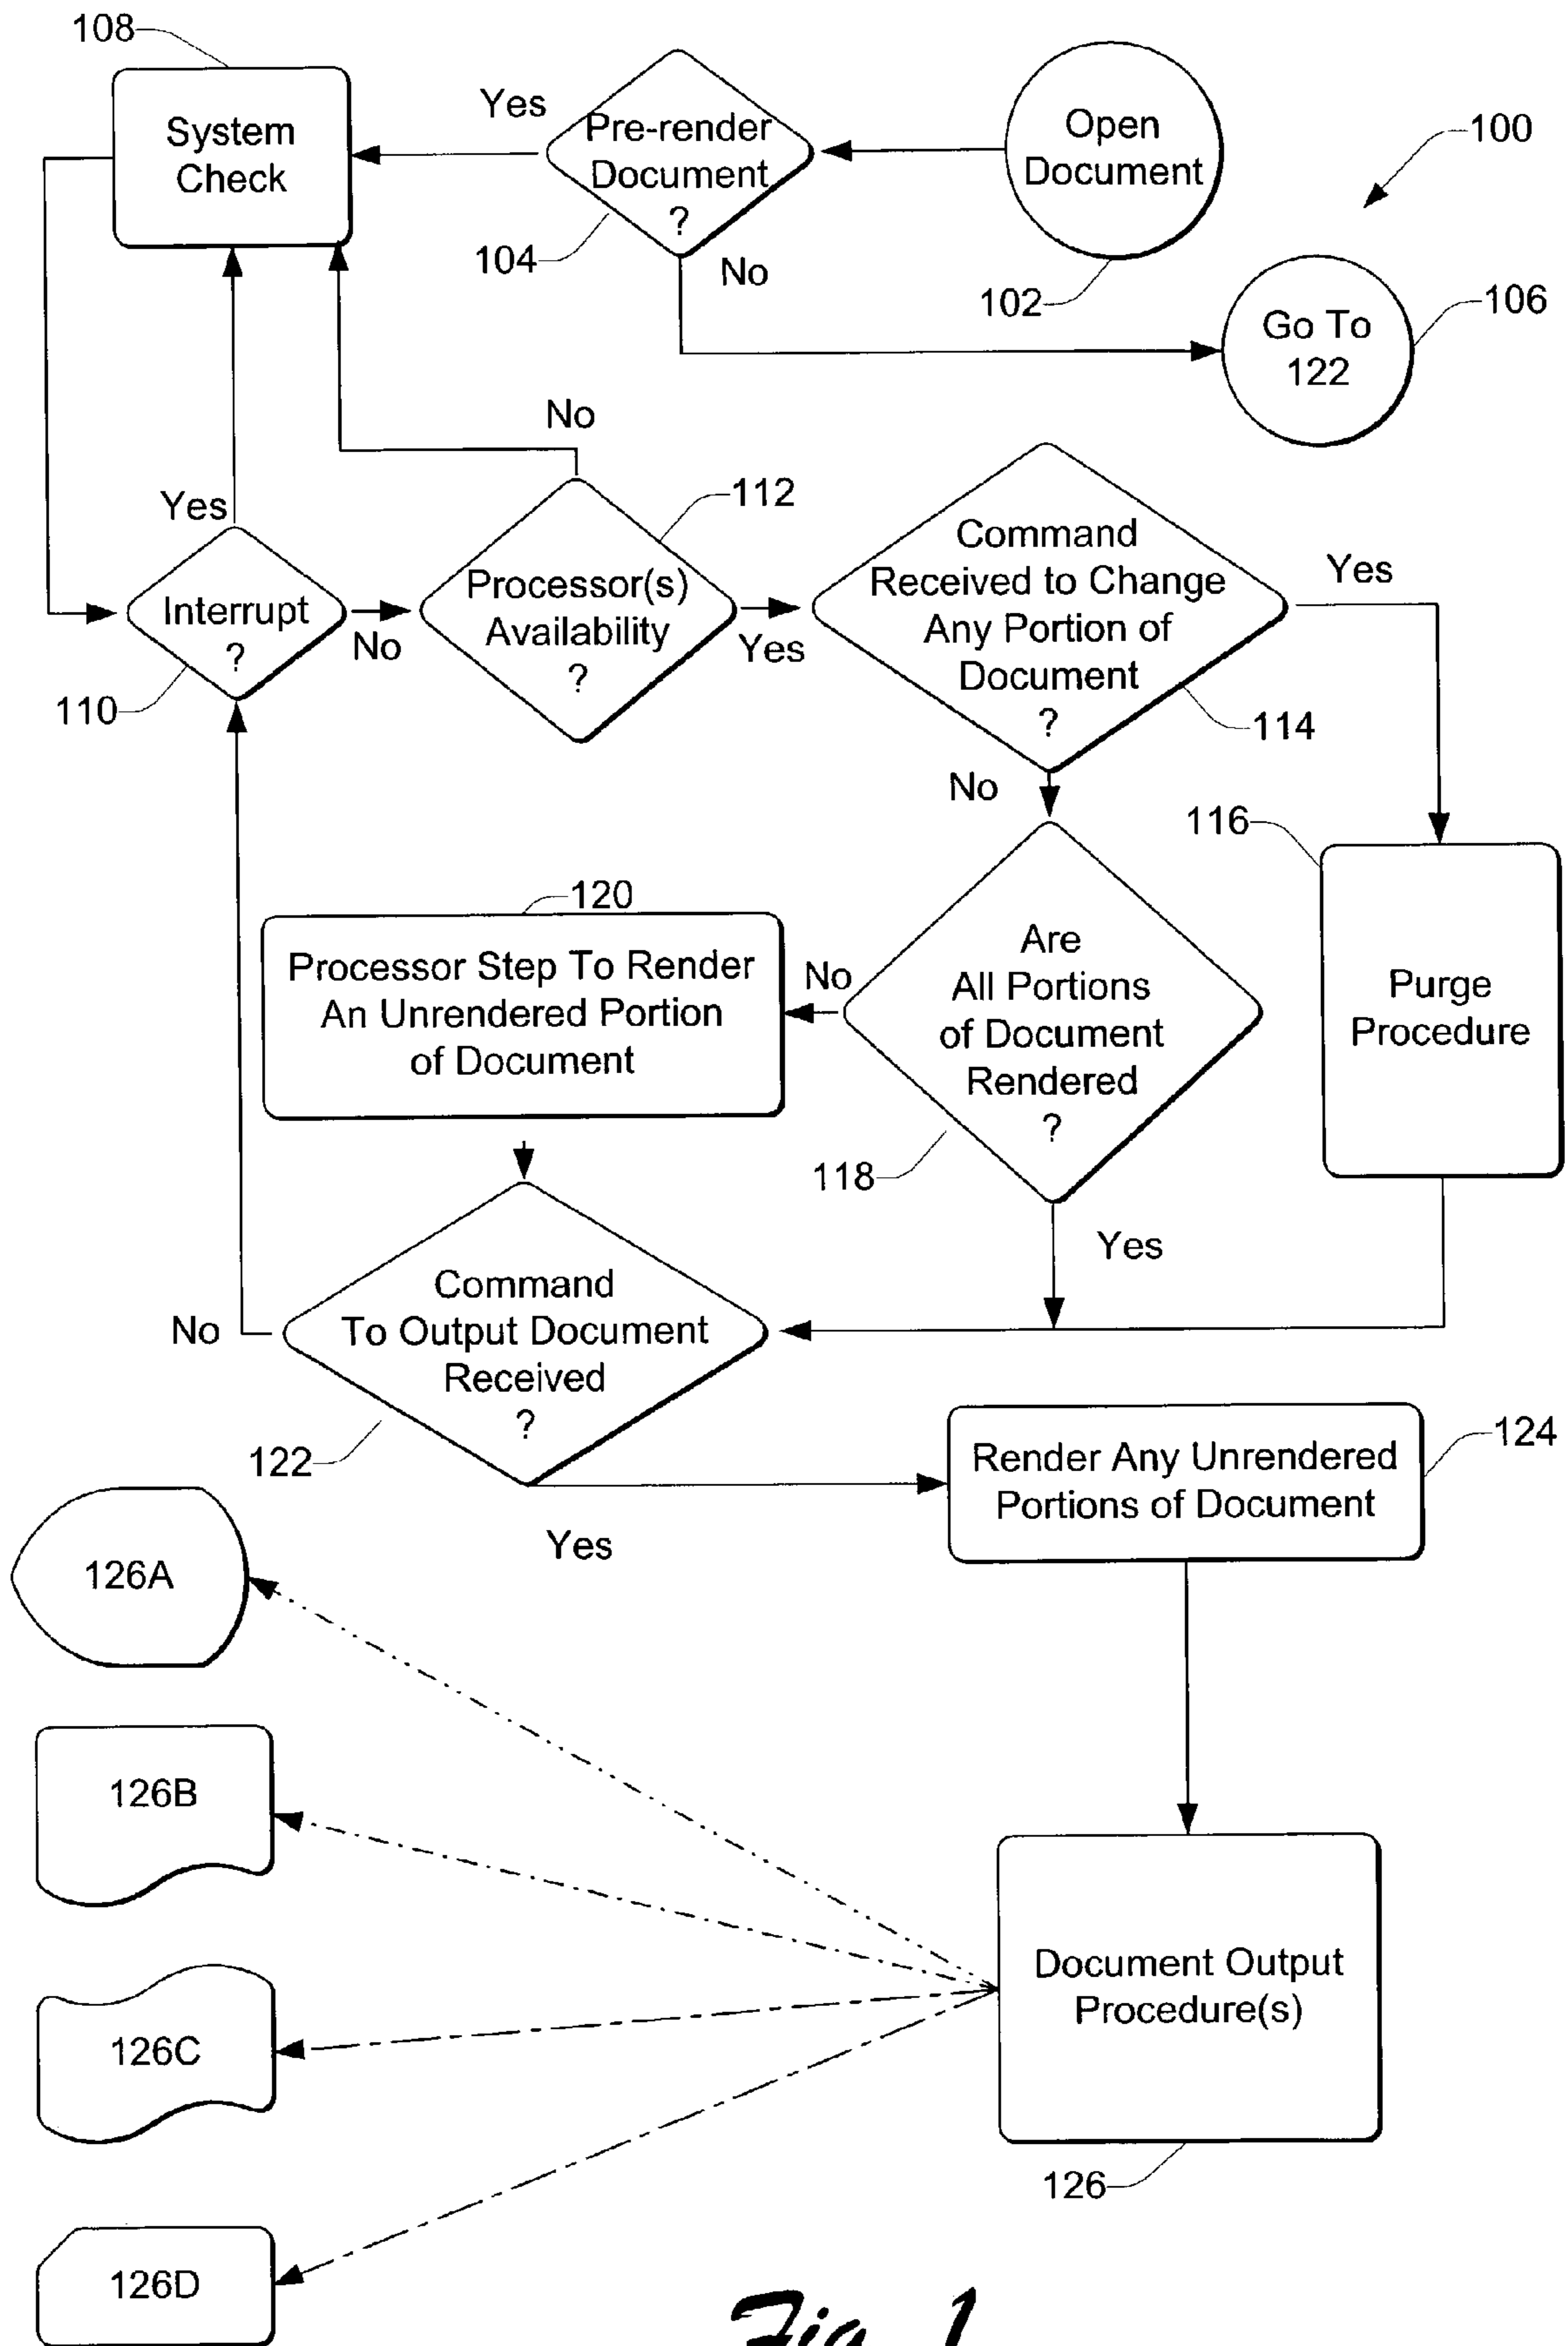 108
System
Check
Yes
Pre-render
Document
?
104
No
Open
Document
102
100
Go To
122
106
No
Yes
Interrupt
?
110
No
Processor(s)
Availability
?
112
Yes
Command
Received to Change
Any Portion of
Document
?
114
Yes
No
116
Purge
Procedure
120
Processor Step To Render
An Unrendered Portion
of Document
No
Are
All Portions
of Document
Rendered
?
118
Yes
Command
To Output Document
Received
?
No
122
Yes
Render Any Unrendered
Portions of Document
124
126A
126B
126C
126D
Document Output
Procedure(s)
126
Fig. 1